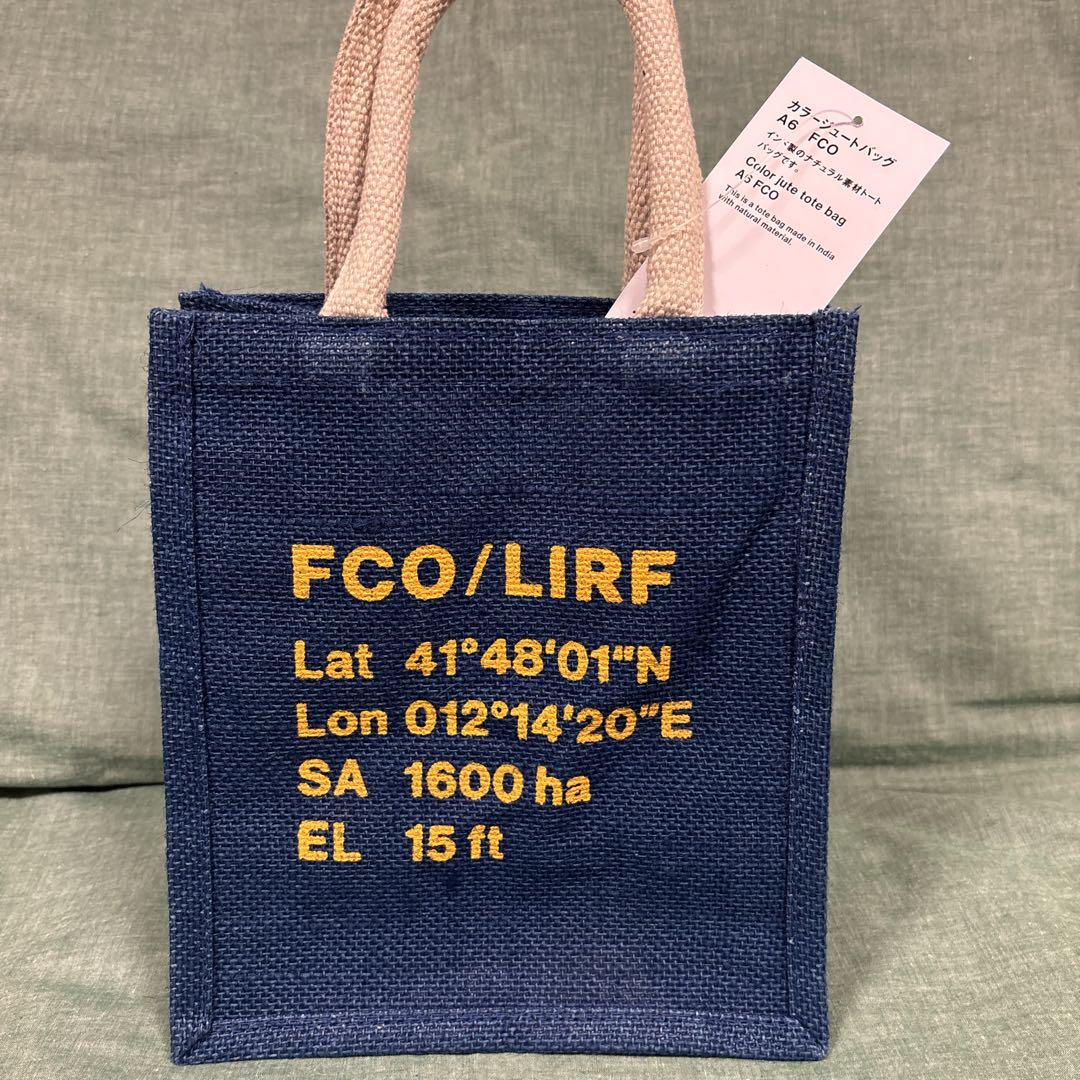 カラージュートバッグ
A6 FCO
インド製のナチュラル素材トート
バッグです。
Color jute tote bag
A6 FCO
This is a tote bag made in India
with natural material.
FCO/LIRF
Lat 41°48'01"N
Lon 012°14'20"E
SA 1600 ha
EL 15 ft